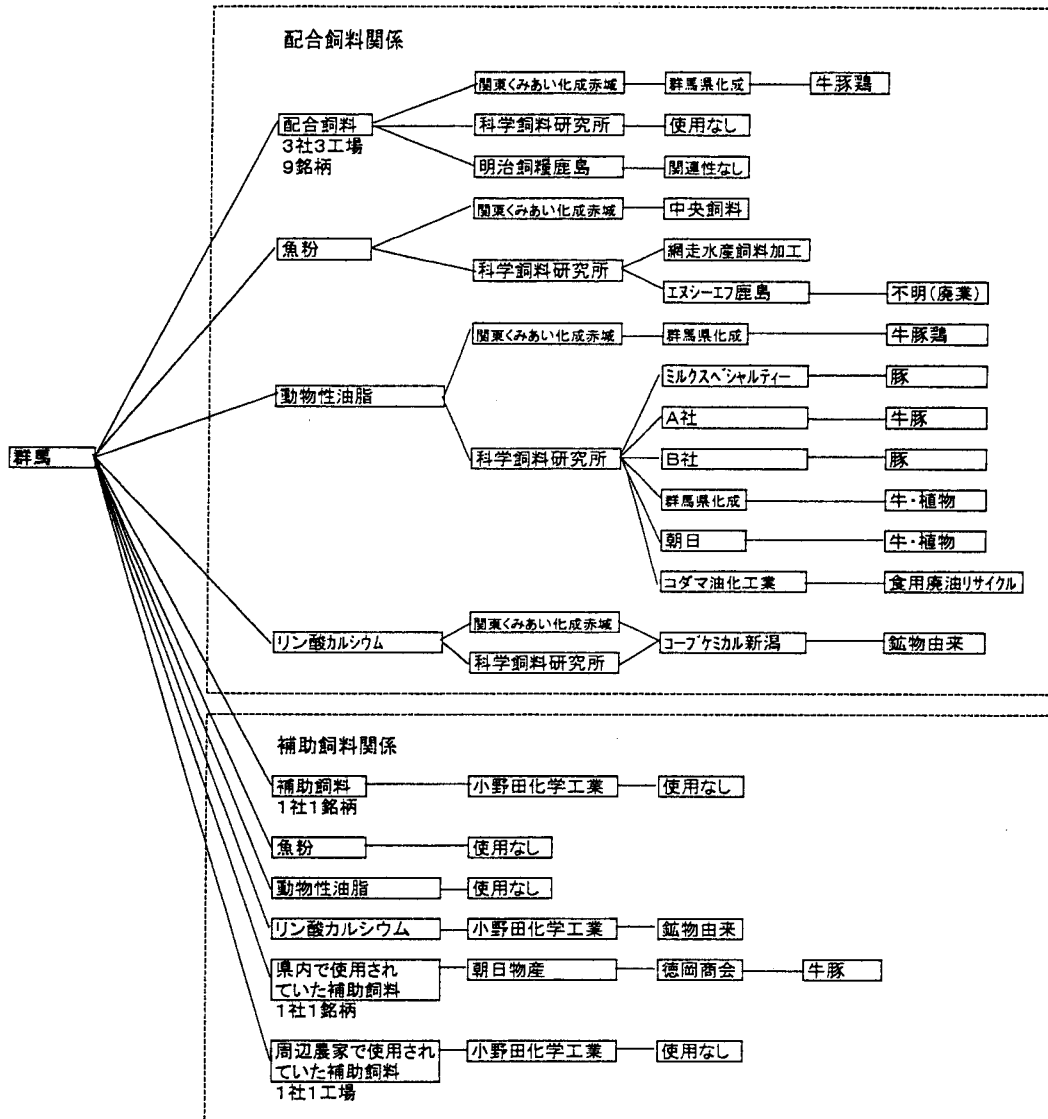 配合飼料関係
関東くみあい化成赤城 群馬県化成 牛豚鶏
配合飼料 科学飼料研究所 使用なし
3社3工場
9銘柄
明治飼糧鹿島 関連性なし
関東くみあい化成赤城 中央飼料
魚粉
科学飼料研究所 網走水産飼料加工
エヌシーエフ鹿島 不明(廃業)
関東くみあい化成赤城 群馬県化成 牛豚鶏
動物性油脂
ミルクスペシャルティー 豚
A社 牛豚
群馬 科学飼料研究所 B社 豚
群馬県化成 牛・植物
朝日 牛・植物
コダマ油化工業 食用廃油リサイクル
関東くみあい化成赤城
リン酸カルシウム コープケミカル新潟 鉱物由来
科学飼料研究所
補助飼料関係
補助飼料 小野田化学工業 使用なし
1社1銘柄
魚粉 使用なし
動物性油脂 使用なし
リン酸カルシウム 小野田化学工業 鉱物由来
県内で使用され 朝日物産 徳岡商会 牛豚
ていた補助飼料
1社1銘柄
周辺農家で使用され 小野田化学工業 使用なし
ていた補助飼料
1社1工場